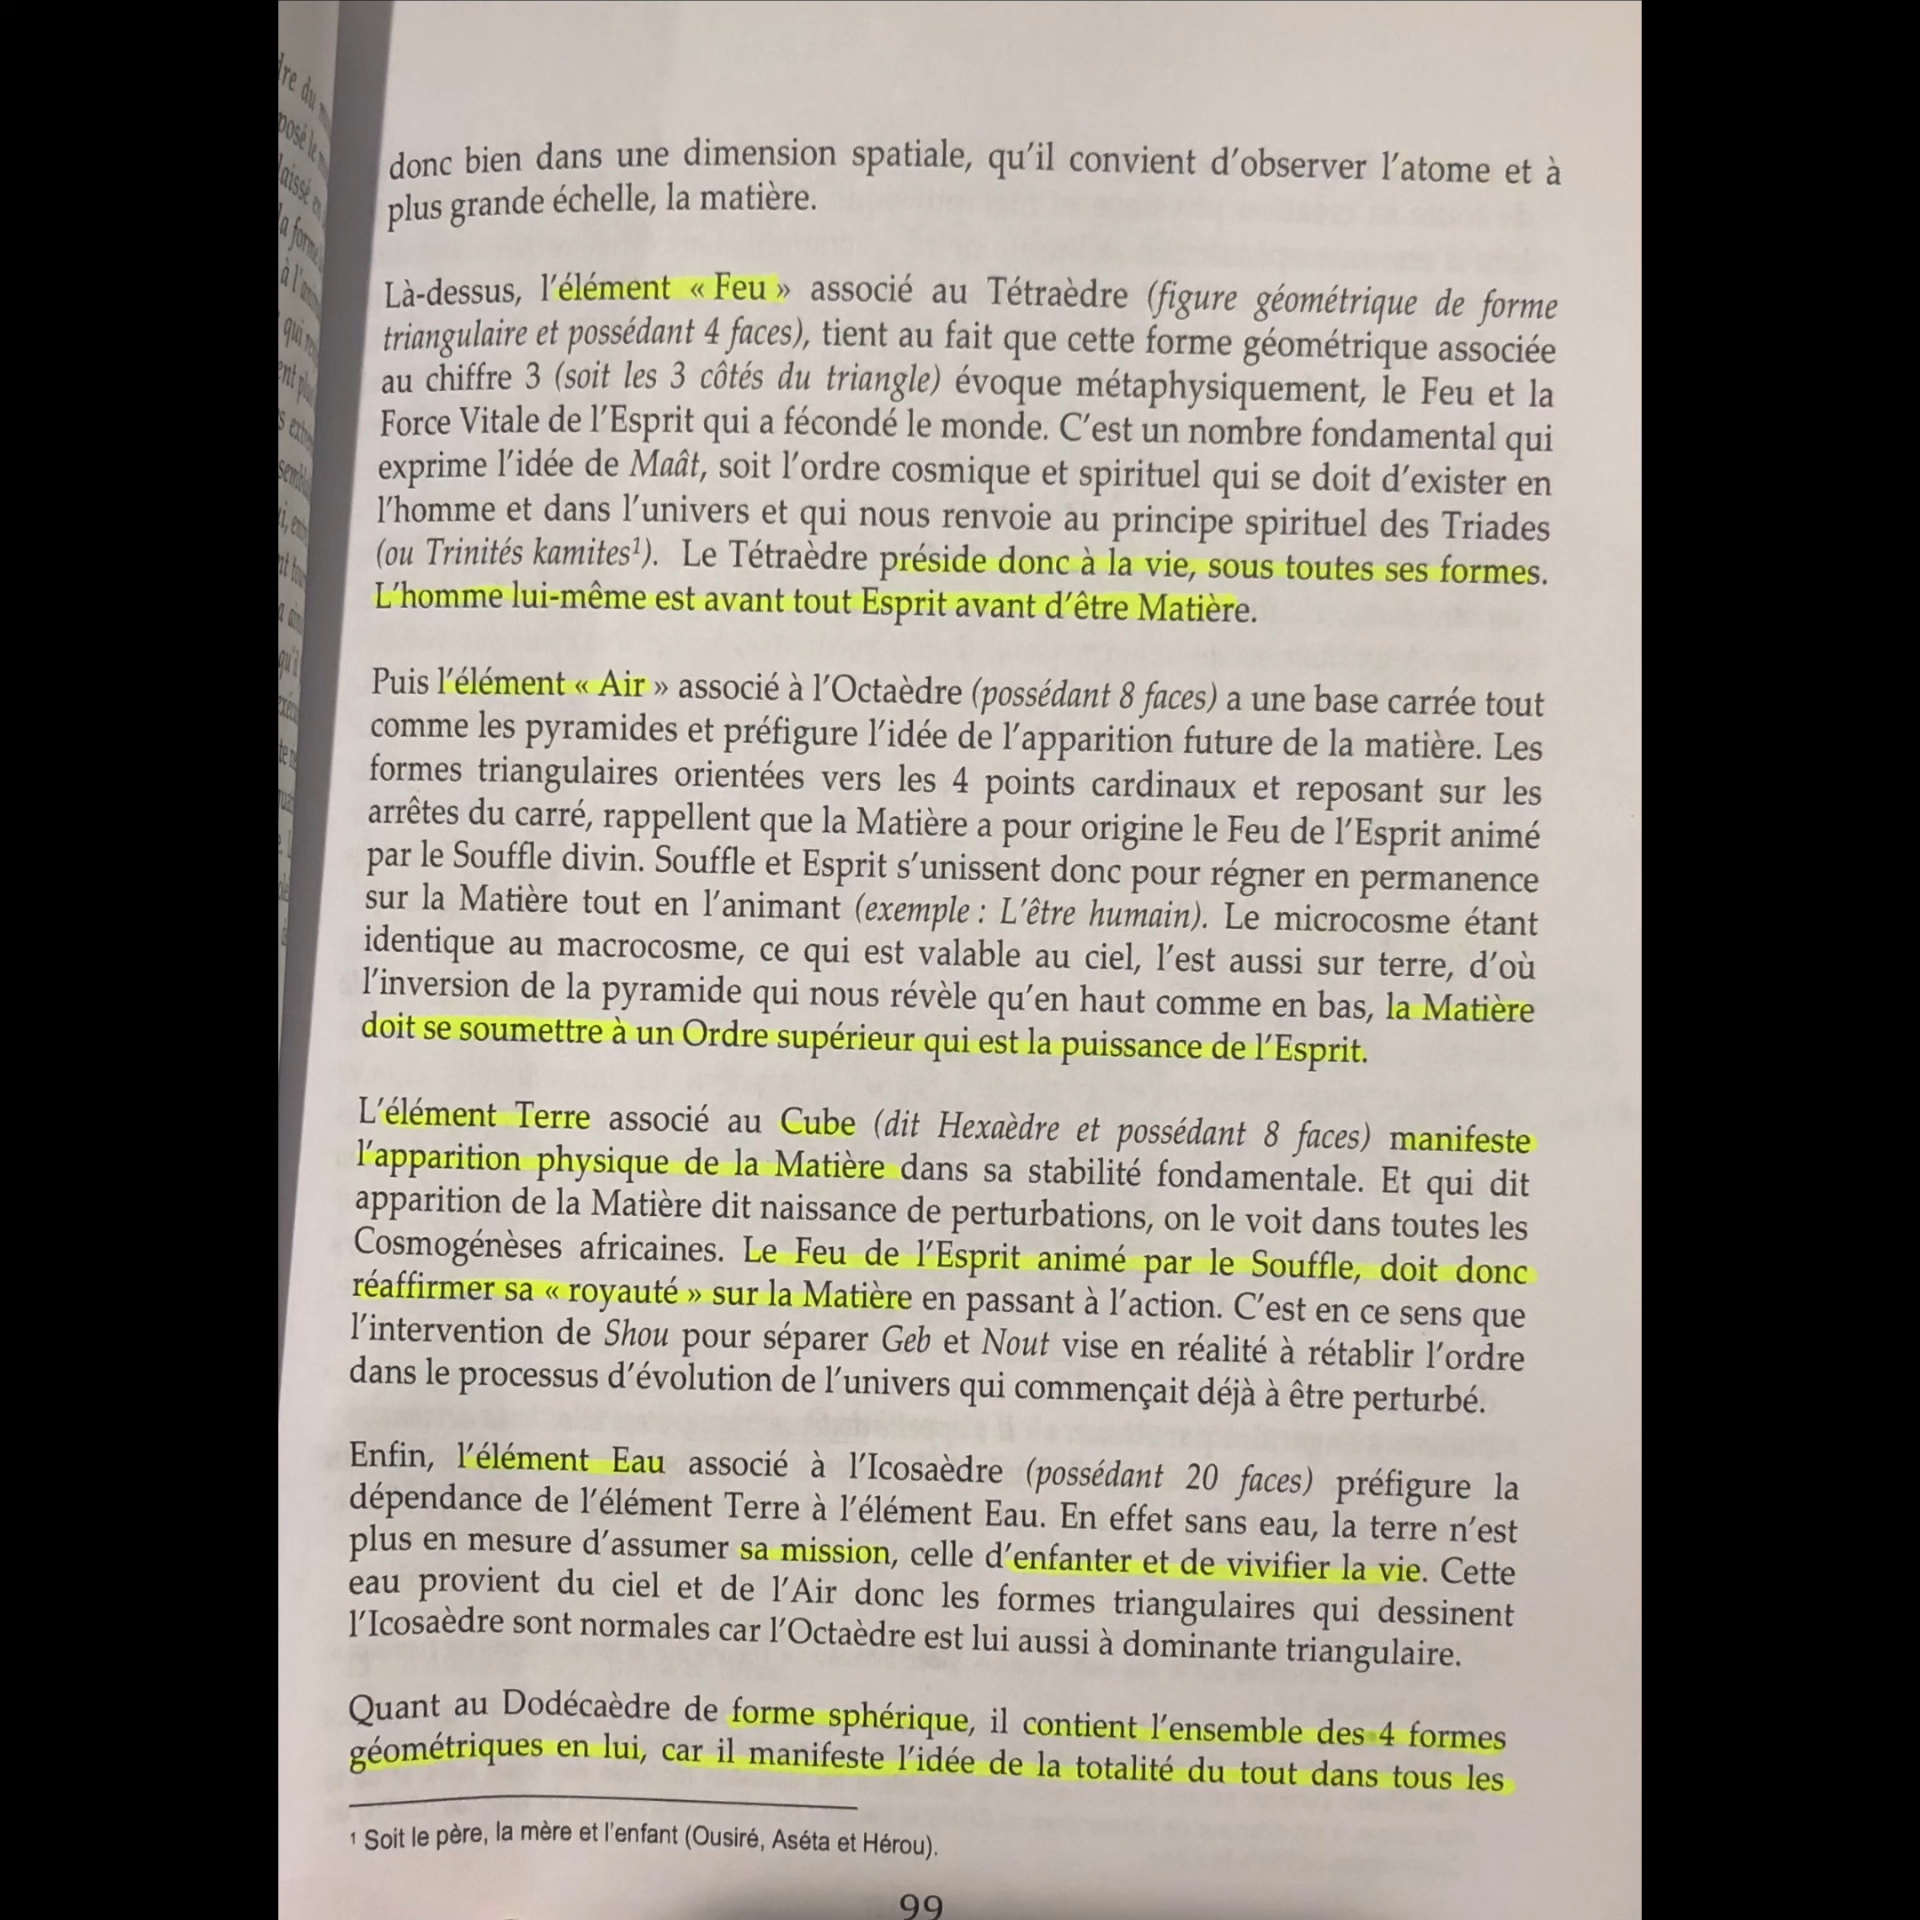 donc bien dans une dimension spatiale, qu'il convient d'observer l'atome et à
plus grande échelle, la matière.
Là-dessus, l'élément « Feu » associé au Tétraèdre (figure géométrique de forme
triangulaire et possédant 4 faces), tient au fait que cette forme géométrique associée
au chiffre 3 (soit les 3 côtés du triangle) évoque métaphysiquement, le Feu et la
Force Vitale de l'Esprit qui a fécondé le monde. C'est un nombre fondamental qui
exprime l'idée de Maât, soit l'ordre cosmique et spirituel qui se doit d'exister en
l'homme et dans l'univers et qui nous renvoie au principe spirituel des Triades
(ou Trinités kamites¹). Le Tétraèdre préside donc à la vie, sous toutes ses formes.
L'homme lui-même est avant tout Esprit avant d'être Matière.
Puis l'élément « Air » associé à l'Octaèdre (possédant 8 faces) a une base carrée tout
comme les pyramides et préfigure l'idée de l'apparition future de la matière. Les
formes triangulaires orientées vers les 4 points cardinaux et reposant sur les
arrêtes du carré, rappellent que la Matière a pour origine le Feu de l'Esprit animé
par le Souffle divin. Souffle et Esprit s'unissent donc pour régner en permanence
sur la Matière tout en l'animant (exemple : L'être humain). Le microcosme étant
identique au macrocosme, ce qui est valable au ciel, l'est aussi sur terre, d'où
l'inversion de la pyramide qui nous révèle qu'en haut comme en bas, la Matière
doit se soumettre à un Ordre supérieur qui est la puissance de l'Esprit.
L'élément Terre associé au Cube (dit Hexaèdre et possédant 8 faces) manifeste
l'apparition physique de la Matière dans sa stabilité fondamentale. Et qui dit
apparition de la Matière dit naissance de perturbations, on le voit dans toutes les
Cosmogénèses africaines. Le Feu de l'Esprit animé par le Souffle, doit donc
réaffirmer sa « royauté » sur la Matière en passant à l'action. C'est en ce sens que
l'intervention de Shou pour séparer Geb et Nout vise en réalité à rétablir l'ordre
dans le processus d'évolution de l'univers qui commençait déjà à être perturbé.
Enfin, l'élément Eau associé à l'Icosaèdre (possédant 20 faces) préfigure la
dépendance de l'élément Terre à l'élément Eau. En effet sans eau, la terre n'est
plus en mesure d'assumer sa mission, celle d'enfanter et de vivifier la vie. Cette
eau provient du ciel et de l'Air donc les formes triangulaires qui dessinent
l'Icosaèdre sont normales car l'Octaèdre est lui aussi à dominante triangulaire.
Quant au Dodécaèdre de forme sphérique, il contient l'ensemble des 4 formes
géométriques en lui, car il manifeste l'idée de la totalité du tout dans tous les
¹ Soit le père, la mère et l'enfant (Ousiré, Aséta et Hérou).
99